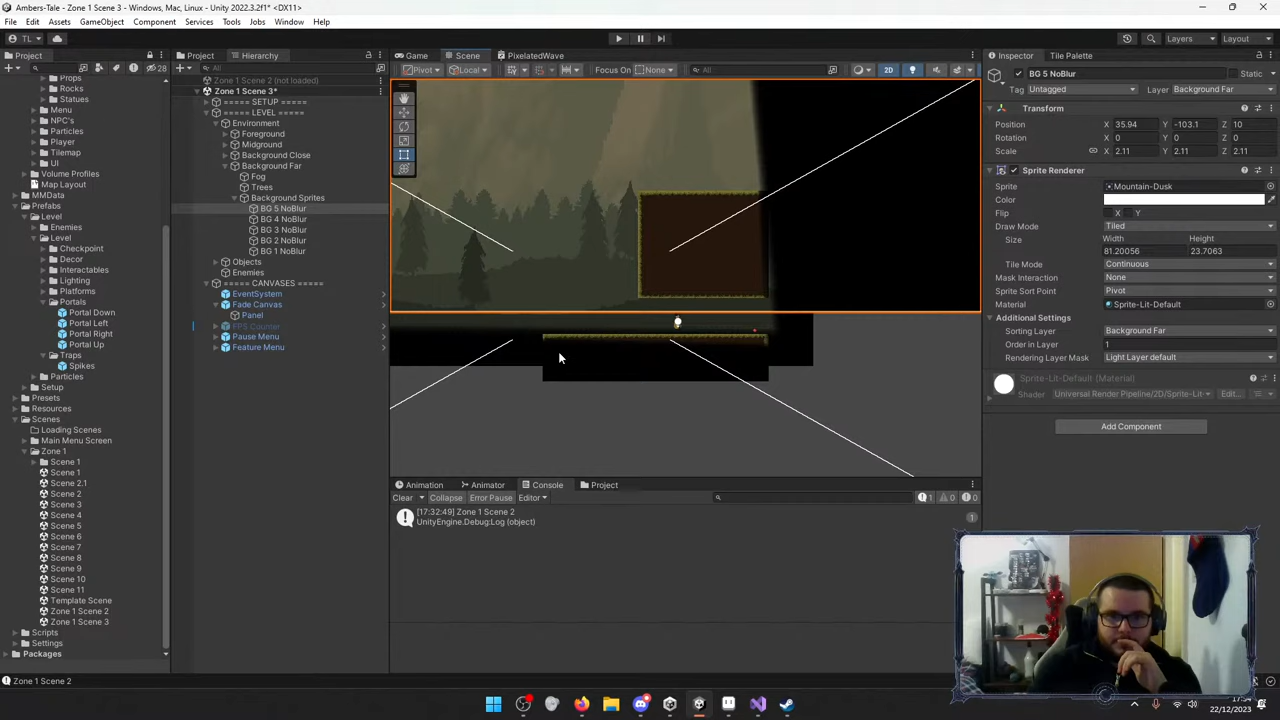 Ambers-Tale - Zone 1 Scene 3 - Windows, Mac, Linux - Unity 2022.3.2f1* <DX11>
File Edit Assets GameObject Component Services Tools Jobs Window Help
TL Layers Layout
Project Project Hierarchy Game Scene PixelatedWave Inspector Tile Palette
28 All Pivot Local Focus On None All 2D
BG 5 NoBlur Static
Tag Untagged Layer Background Far
Props
Rocks
Statues
Menu
NPC's
Particles
Player
Tilemap
UI
Volume Profiles
Map Layout
MMData
Prefabs
Level
Enemies
Level
Checkpoint
Decor
Interactables
Lighting
Platforms
Portals
Portal Down
Portal Left
Portal Right
Portal Up
Traps
Spikes
Particles
Setup
Presets
Resources
Scenes
Loading Scenes
Main Menu Screen
Zone 1
Scene 1
Scene 1
Scene 2.1
Scene 2
Scene 3
Scene 4
Scene 5
Scene 6
Scene 7
Scene 8
Scene 9
Scene 10
Scene 11
Template Scene
Zone 1 Scene 2
Zone 1 Scene 3
Scripts
Settings
Packages
Zone 1 Scene 2 (not loaded)
Zone 1 Scene 3*
===== SETUP =====
===== LEVEL =====
Environment
Foreground
Midground
Background Close
Background Far
Fog
Trees
Background Sprites
BG 5 NoBlur
BG 4 NoBlur
BG 3 NoBlur
BG 2 NoBlur
BG 1 NoBlur
Objects
Enemies
===== CANVASES =====
EventSystem
Fade Canvas
Panel
FPS Counter
Pause Menu
Feature Menu
Transform
Position X 35.94 Y -103.1 Z 10
Rotation X 0 Y 0 Z 0
Scale X 2.11 Y 2.11 Z 2.11
Sprite Renderer
Sprite Mountain-Dusk
Color
Flip X Y
Draw Mode Tiled
Size Width Height
81.20056 23.7063
Tile Mode Continuous
Mask Interaction None
Sprite Sort Point Pivot
Material Sprite-Lit-Default
Additional Settings
Sorting Layer Background Far
Order in Layer 1
Rendering Layer Mask Light Layer default
Sprite-Lit-Default (Material)
Shader Universal Render Pipeline/2D/Sprite-Lit- Edit...
Add Component
Animation Animator Console Project
Clear Collapse Error Pause Editor 1 0 0
[17:32:49] Zone 1 Scene 2
UnityEngine.Debug:Log (object)
1
Zone 1 Scene 2
22/12/2023